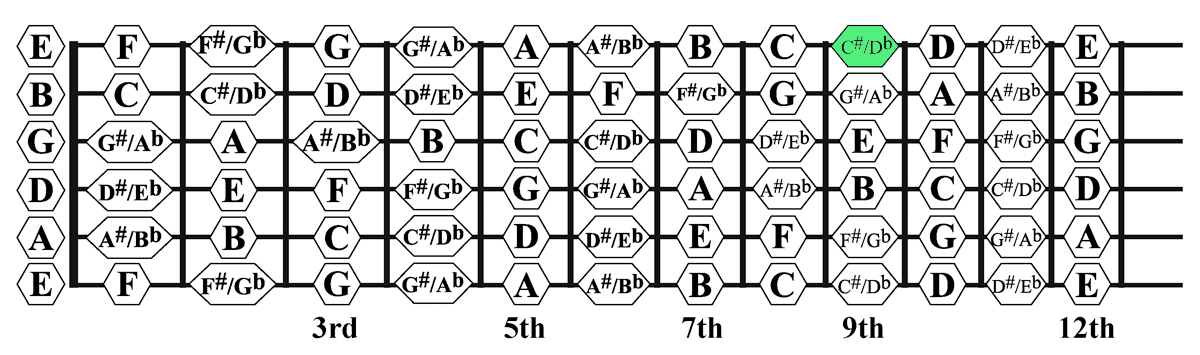 E F F#/Gb G G#/Ab A A#/Bb B C C#/Db D D#/Eb E
B C C#/Db D D#/Eb E F F#/Gb G G#/Ab A A#/Bb B
G G#/Ab A A#/Bb B C C#/Db D D#/Eb E F F#/Gb G
D D#/Eb E F F#/Gb G G#/Ab A A#/Bb B C C#/Db D
A A#/Bb B C C#/Db D D#/Eb E F F#/Gb G G#/Ab A
E F F#/Gb G G#/Ab A A#/Bb B C C#/Db D D#/Eb E
3rd 5th 7th 9th 12th